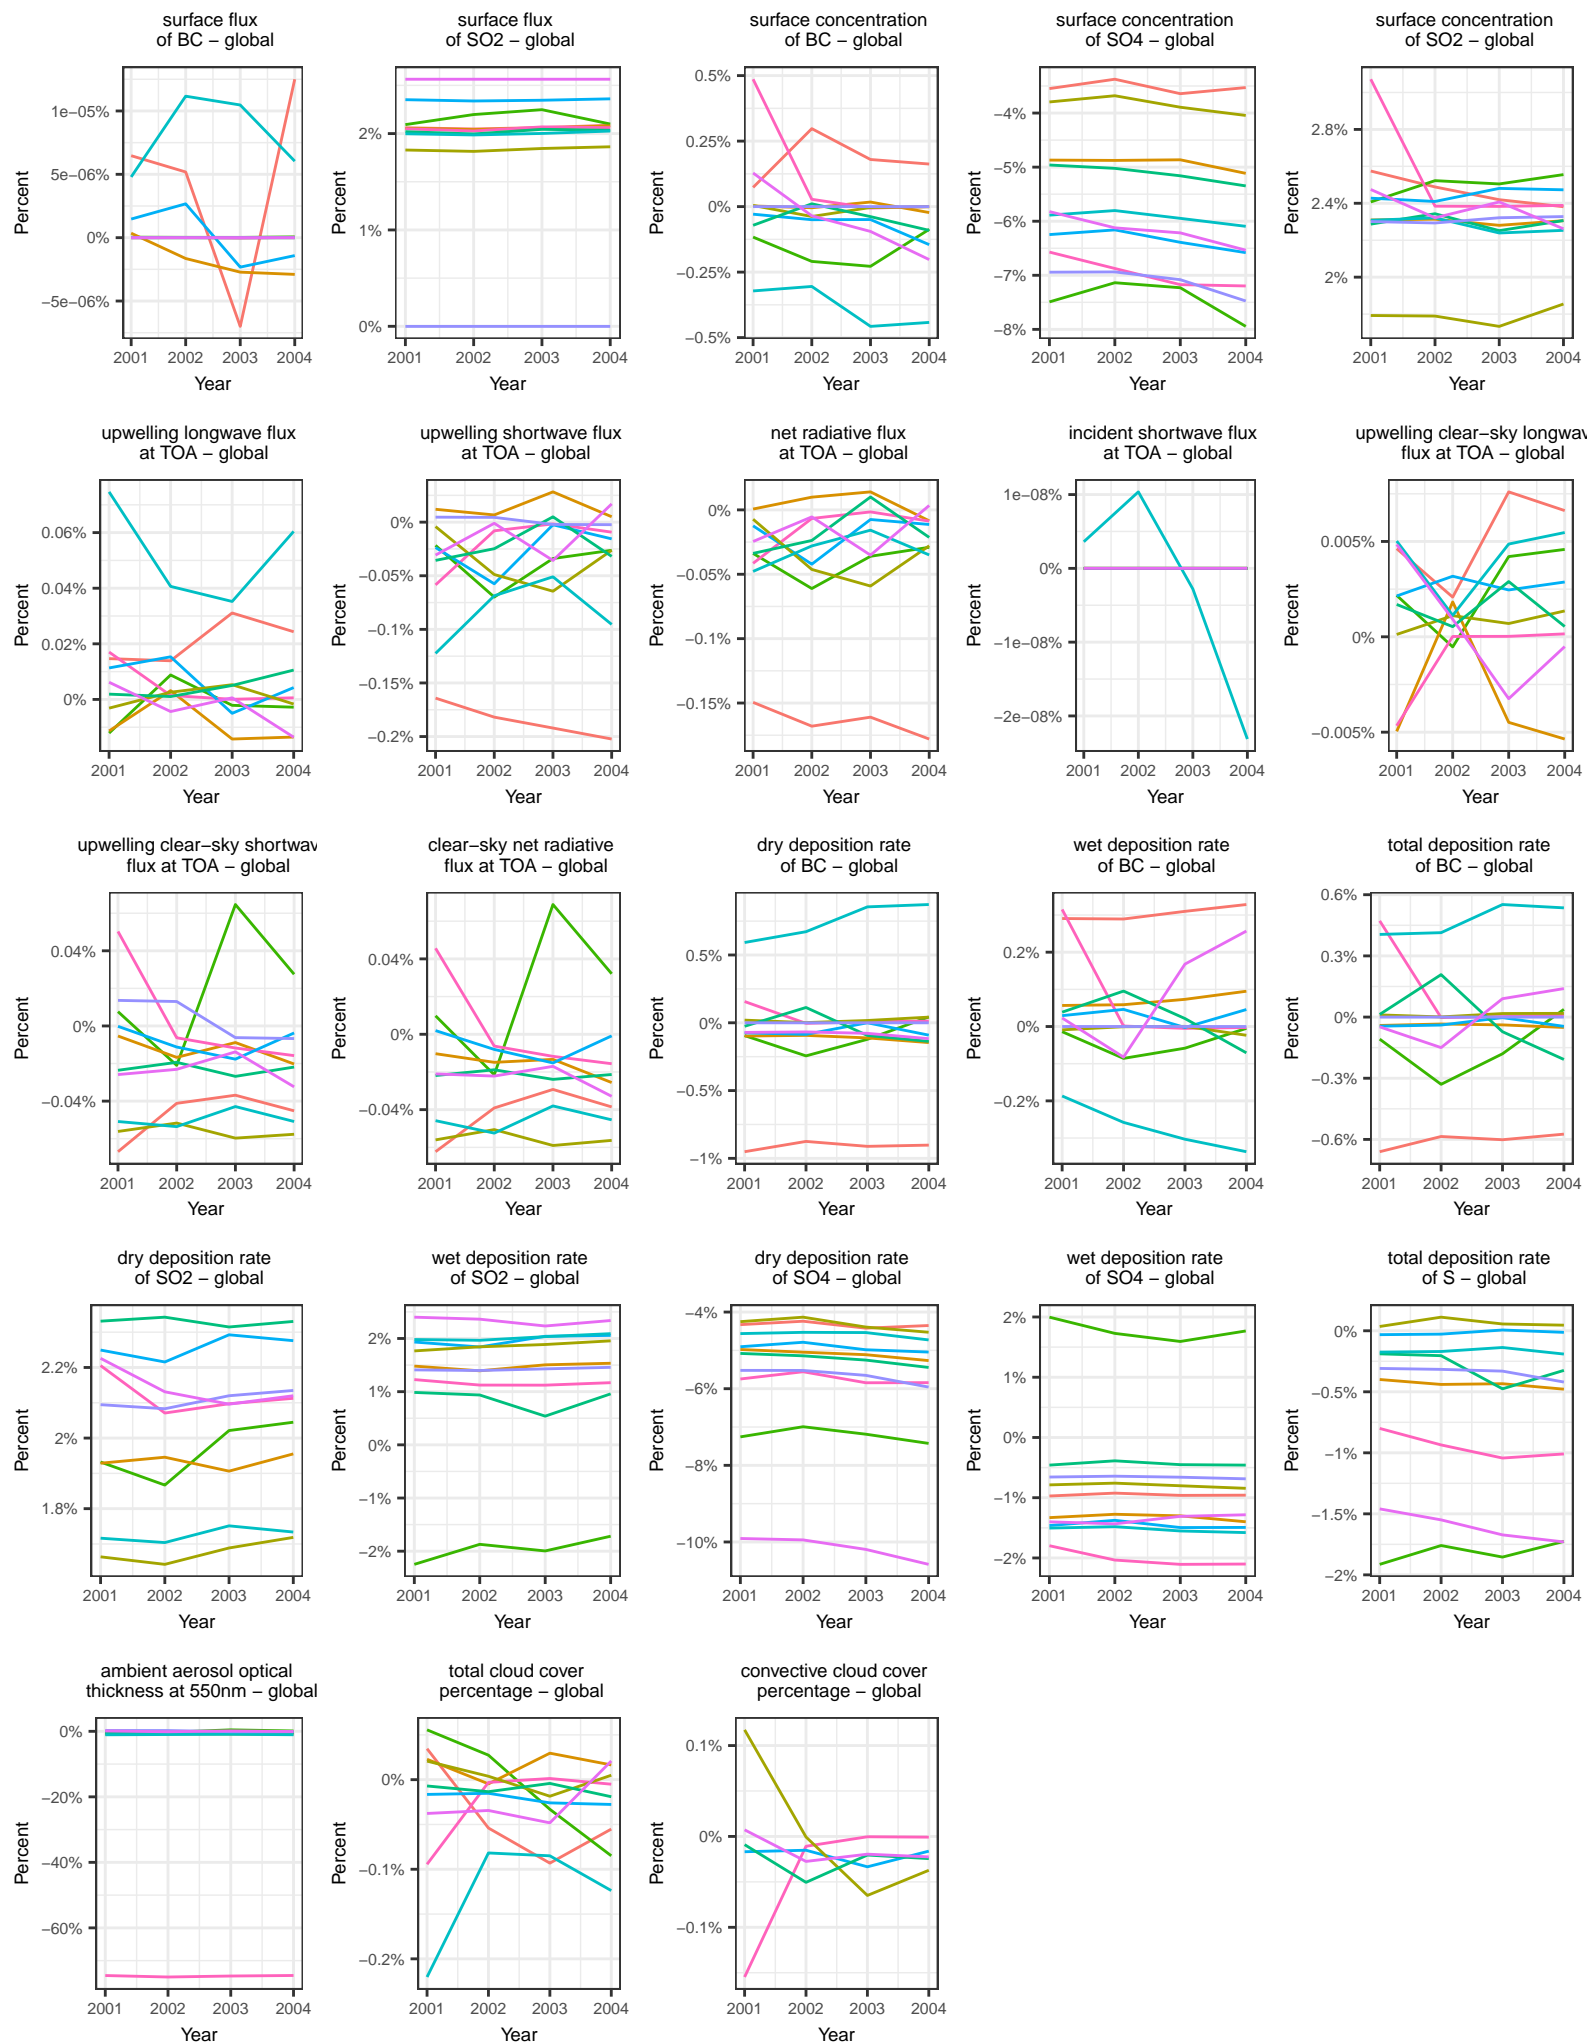 surface flux
of BC − global
surface flux
of SO2 − global
surface concentration
of BC − global
surface concentration
of SO4 − global
surface concentration
of SO2 − global
Percent
1e−05%
5e−06%
0%
−5e−06%
2001 2002 2003 2004
Year
Percent
2%
1%
0%
2001 2002 2003 2004
Year
Percent
0.5%
0.25%
0%
−0.25%
−0.5%
2001 2002 2003 2004
Year
Percent
−4%
−5%
−6%
−7%
−8%
2001 2002 2003 2004
Year
Percent
2.8%
2.4%
2%
2001 2002 2003 2004
Year
upwelling longwave flux
at TOA − global
upwelling shortwave flux
at TOA − global
net radiative flux
at TOA − global
incident shortwave flux
at TOA − global
upwelling clear−sky longwav
flux at TOA − global
Percent
0.06%
0.04%
0.02%
0%
2001 2002 2003 2004
Year
Percent
0%
−0.05%
−0.1%
−0.15%
−0.2%
2001 2002 2003 2004
Year
Percent
0%
−0.05%
−0.1%
−0.15%
2001 2002 2003 2004
Year
Percent
1e−08%
0%
−1e−08%
−2e−08%
2001 2002 2003 2004
Year
Percent
0.005%
0%
−0.005%
2001 2002 2003 2004
Year
upwelling clear−sky shortwav
flux at TOA − global
clear−sky net radiative
flux at TOA − global
dry deposition rate
of BC − global
wet deposition rate
of BC − global
total deposition rate
of BC − global
Percent
0.04%
0%
−0.04%
2001 2002 2003 2004
Year
Percent
0.04%
0%
−0.04%
2001 2002 2003 2004
Year
Percent
0.5%
0%
−0.5%
−1%
2001 2002 2003 2004
Year
Percent
0.2%
0%
−0.2%
2001 2002 2003 2004
Year
Percent
0.6%
0.3%
0%
−0.3%
−0.6%
2001 2002 2003 2004
Year
dry deposition rate
of SO2 − global
wet deposition rate
of SO2 − global
dry deposition rate
of SO4 − global
wet deposition rate
of SO4 − global
total deposition rate
of S − global
Percent
2.2%
2%
1.8%
2001 2002 2003 2004
Year
Percent
2%
1%
0%
−1%
−2%
2001 2002 2003 2004
Year
Percent
−4%
−6%
−8%
−10%
2001 2002 2003 2004
Year
Percent
2%
1%
0%
−1%
−2%
2001 2002 2003 2004
Year
Percent
0%
−0.5%
−1%
−1.5%
−2%
2001 2002 2003 2004
Year
ambient aerosol optical
thickness at 550nm − global
total cloud cover
percentage − global
convective cloud cover
percentage − global
Percent
0%
−20%
−40%
−60%
2001 2002 2003 2004
Year
Percent
0%
−0.1%
−0.2%
2001 2002 2003 2004
Year
Percent
0.1%
0%
−0.1%
2001 2002 2003 2004
Year